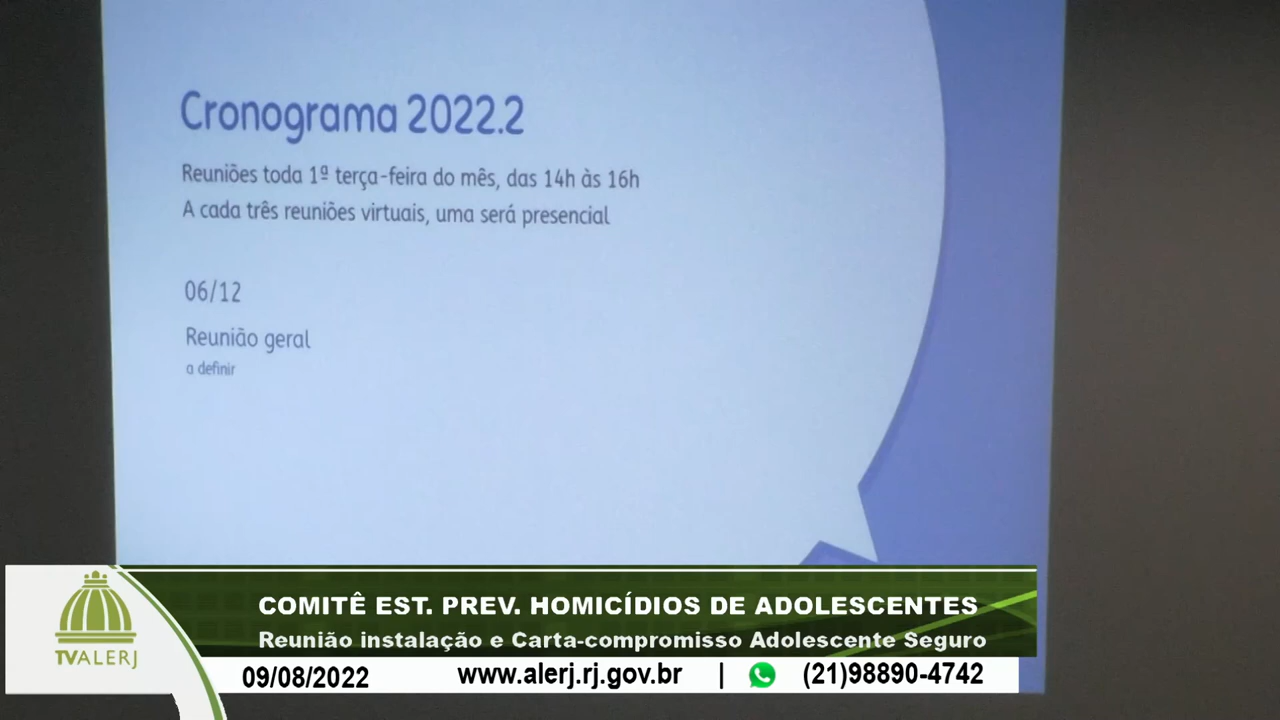 Cronograma 2022.2
Reuniões toda 1ª terça-feira do mês, das 14h às 16h
A cada três reuniões virtuais, uma será presencial
06/12
Reunião geral
a definir
COMITÊ EST. PREV. HOMICÍDIOS DE ADOLESCENTES
Reunião instalação e Carta-compromisso Adolescente Seguro
TVALERJ
09/08/2022 www.alerj.rj.gov.br | (21)98890-4742